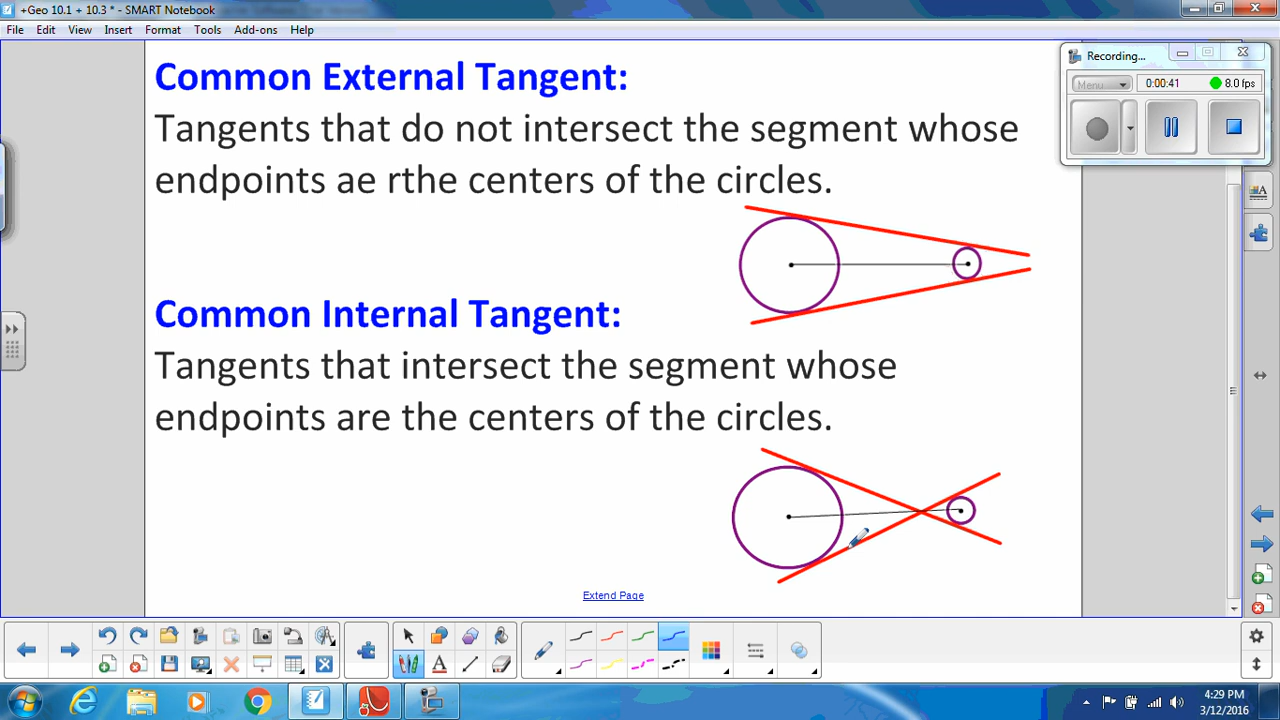 +Geo 10.1 + 10.3 * - SMART Notebook
File Edit View Insert Format Tools Add-ons Help
Recording...
Menu 0:00:41 8.0 fps
Common External Tangent:
Tangents that do not intersect the segment whose
endpoints ae rthe centers of the circles.
Common Internal Tangent:
Tangents that intersect the segment whose
endpoints are the centers of the circles.
Extend Page
4:29 PM
3/12/2016